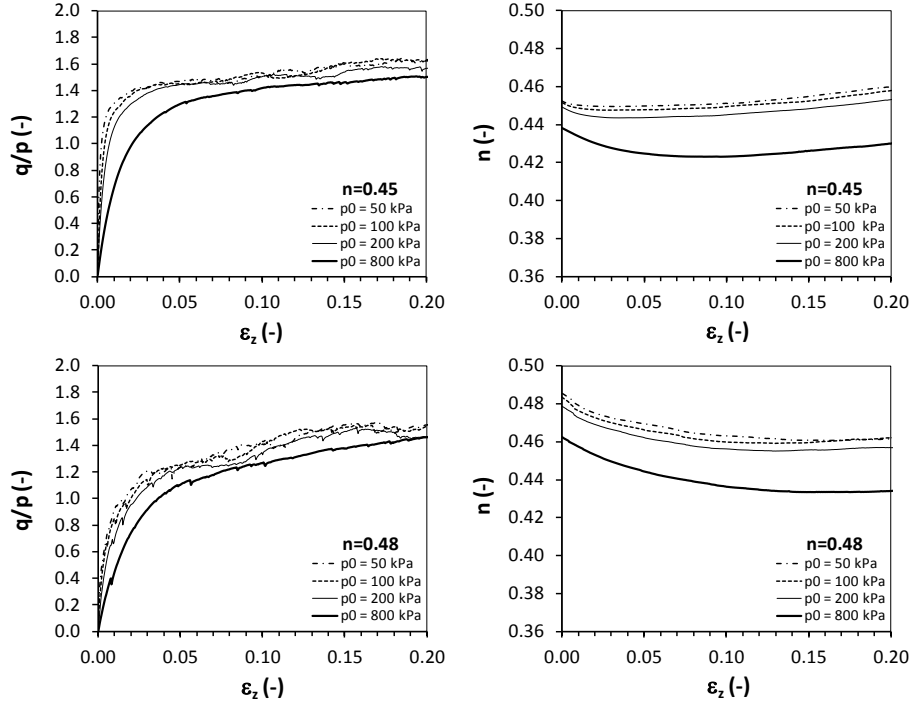 2.0
1.8
1.6
1.4
1.2
1.0
0.8
0.6
0.4
0.2
0.0
q/p (-)
n=0.45
p0 = 50 kPa
p0 = 100 kPa
p0 = 200 kPa
p0 = 800 kPa
0.00 0.05 0.10 0.15 0.20
εz (-)
0.50
0.48
0.46
0.44
0.42
0.40
0.38
0.36
n (-)
n=0.45
p0 = 50 kPa
p0 =100 kPa
p0 = 200 kPa
p0 = 800 kPa
0.00 0.05 0.10 0.15 0.20
εz (-)
2.0
1.8
1.6
1.4
1.2
1.0
0.8
0.6
0.4
0.2
0.0
q/p (-)
n=0.48
p0 = 50 kPa
p0 = 100 kPa
p0 = 200 kPa
p0 = 800 kPa
0.00 0.05 0.10 0.15 0.20
εz (-)
0.50
0.48
0.46
0.44
0.42
0.40
0.38
0.36
n (-)
n=0.48
p0 = 50 kPa
p0 = 100 kPa
p0 = 200 kPa
p0 = 800 kPa
0.00 0.05 0.10 0.15 0.20
εz (-)